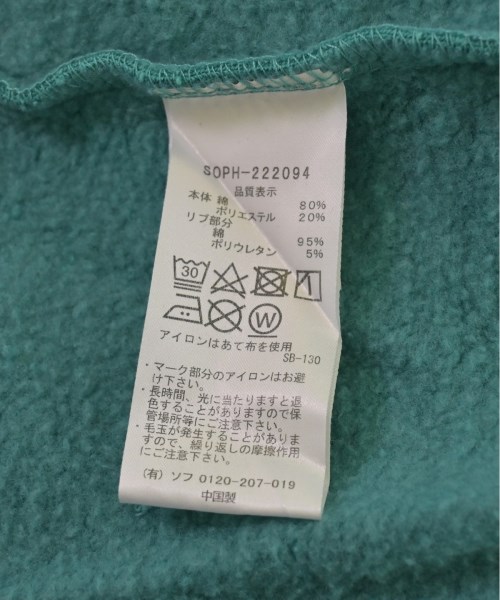 SOPH-222094
品質表示
本体 綿 80%
ポリエステル 20%
リブ部分
綿 95%
ポリウレタン 5%
30
W
アイロンはあて布を使用
SB-130
・マーク部分のアイロンはお避
け下さい。
・長時間、光に当たりますと退
色することがありますので保
管場所等にご注意下さい。
・毛玉が発生することがありま
すので、繰り返しの摩擦作用
にご注意下さい。
(有) ソフ 0120-207-019
中国製